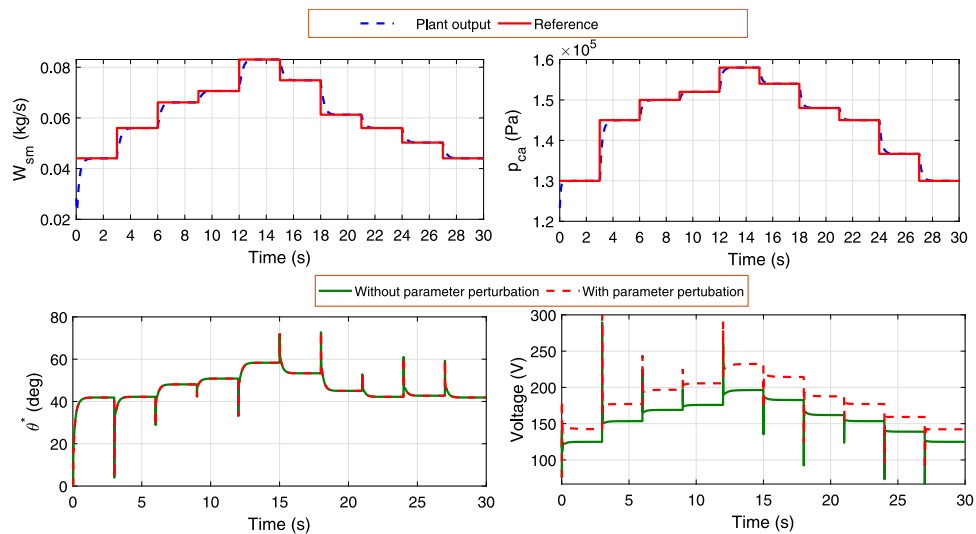 Plant output Reference
× 10^5
W_sm (kg/s)
0.08
0.06
0.04
0.02
0 2 4 6 8 10 12 14 16 18 20 22 24 26 28 30
Time (s)
p_ca (Pa)
1.6
1.5
1.4
1.3
1.2
0 2 4 6 8 10 12 14 16 18 20 22 24 26 28 30
Time (s)
Without parameter perturbation With parameter pertubation
θ* (deg)
80
60
40
20
0
0 5 10 15 20 25 30
Time (s)
Voltage (V)
300
250
200
150
100
0 5 10 15 20 25 30
Time (s)